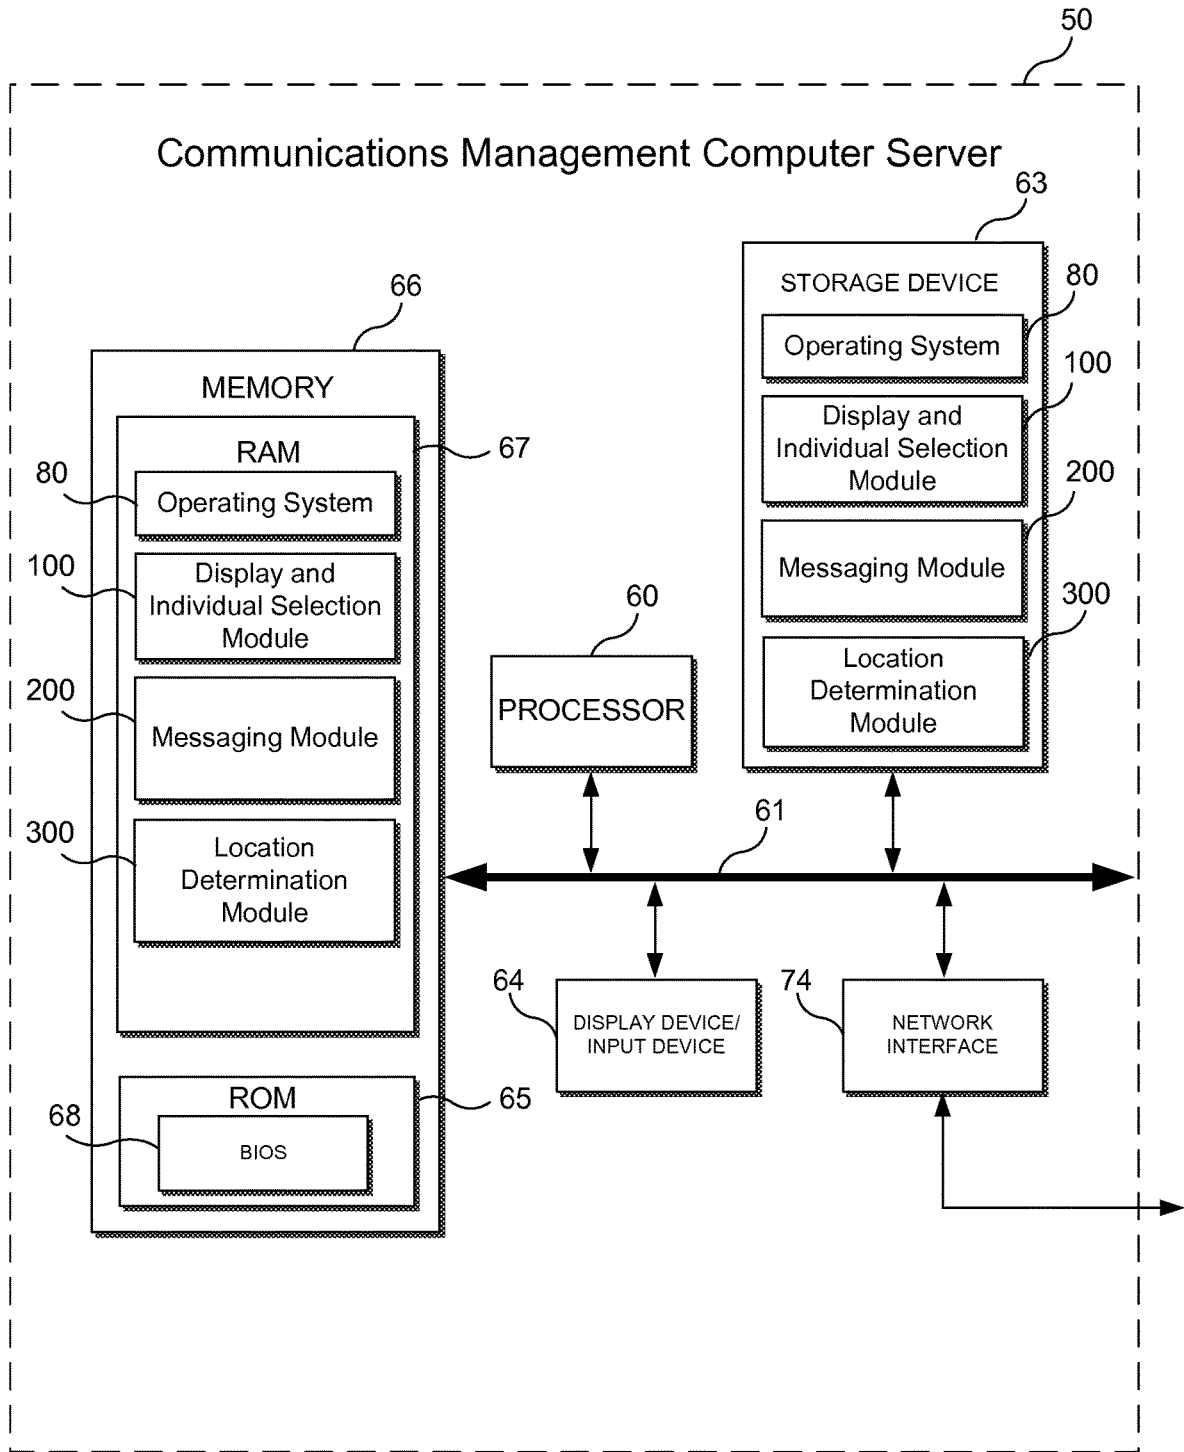 50
Communications Management Computer Server
63
STORAGE DEVICE
80
Operating System
100
Display and
Individual Selection
Module
200
Messaging Module
300
Location
Determination
Module
66
MEMORY
67
RAM
80
Operating System
100
Display and
Individual Selection
Module
200
Messaging Module
300
Location
Determination
Module
65
ROM
68
BIOS
60
PROCESSOR
61
64
DISPLAY DEVICE/
INPUT DEVICE
74
NETWORK
INTERFACE